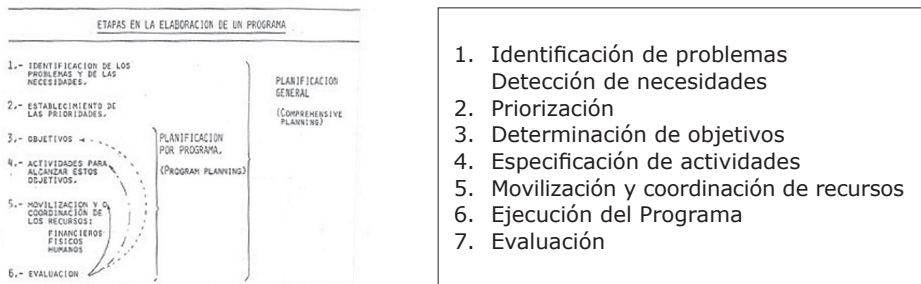 ETAPAS EN LA ELABORACION DE UN PROGRAMA
1.- IDENTIFICACION DE LOS
PROBLEMAS Y DE LAS
NECESIDADES.
2.- ESTABLECIMIENTO DE
LAS PRIORIDADES.
3.- OBJETIVOS
4.- ACTIVIDADES PARA
ALCANZAR ESTOS
OBJETIVOS.
5.- MOVILIZACION Y O
COORDINACIÓN DE
LOS RECURSOS:
FINANCIEROS
FISICOS
HUMANOS
6.- EVALUACION
PLANIFICACION
POR PROGRAMA.
(PROGRAM PLANNING)
PLANIFICACION
GENERAL
(COMPREHENSIVE
PLANNING)
1. Identificación de problemas
Detección de necesidades
2. Priorización
3. Determinación de objetivos
4. Especificación de actividades
5. Movilización y coordinación de recursos
6. Ejecución del Programa
7. Evaluación